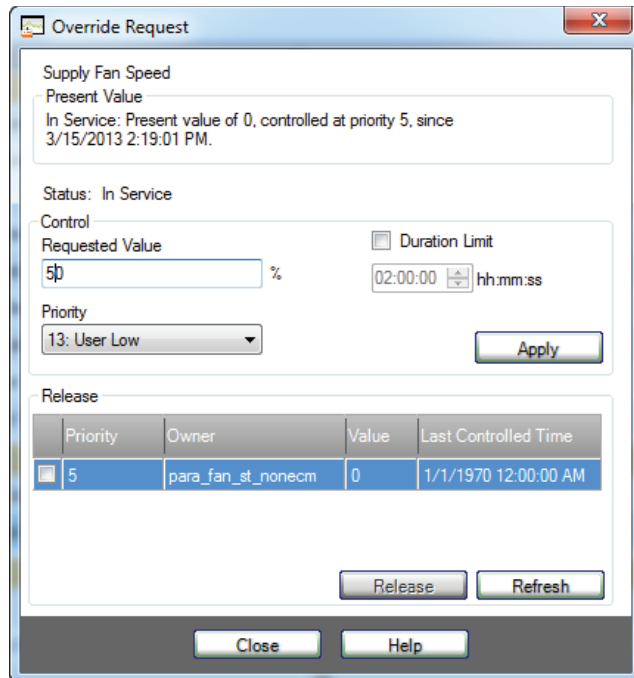 Override Request
Supply Fan Speed
Present Value
In Service: Present value of 0, controlled at priority 5, since
3/15/2013 2:19:01 PM.
Status: In Service
Control
Requested Value
50 %
Duration Limit
02:00:00 hh:mm:ss
Priority
13: User Low
Apply
Release
Priority Owner Value Last Controlled Time
5 para_fan_st_nonecm 0 1/1/1970 12:00:00 AM
Release Refresh
Close Help